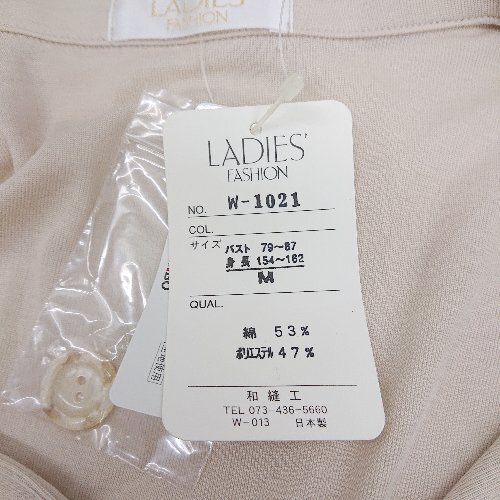 LADIES'
FASHION
LADIES'
FASHION
NO. W-1021
COL.
サイズ バスト 79~87
身長 154~162
M
QUAL.
綿 53%
ポリエステル 47%
和縫工
TEL 073-436-5660
W-013 日本製